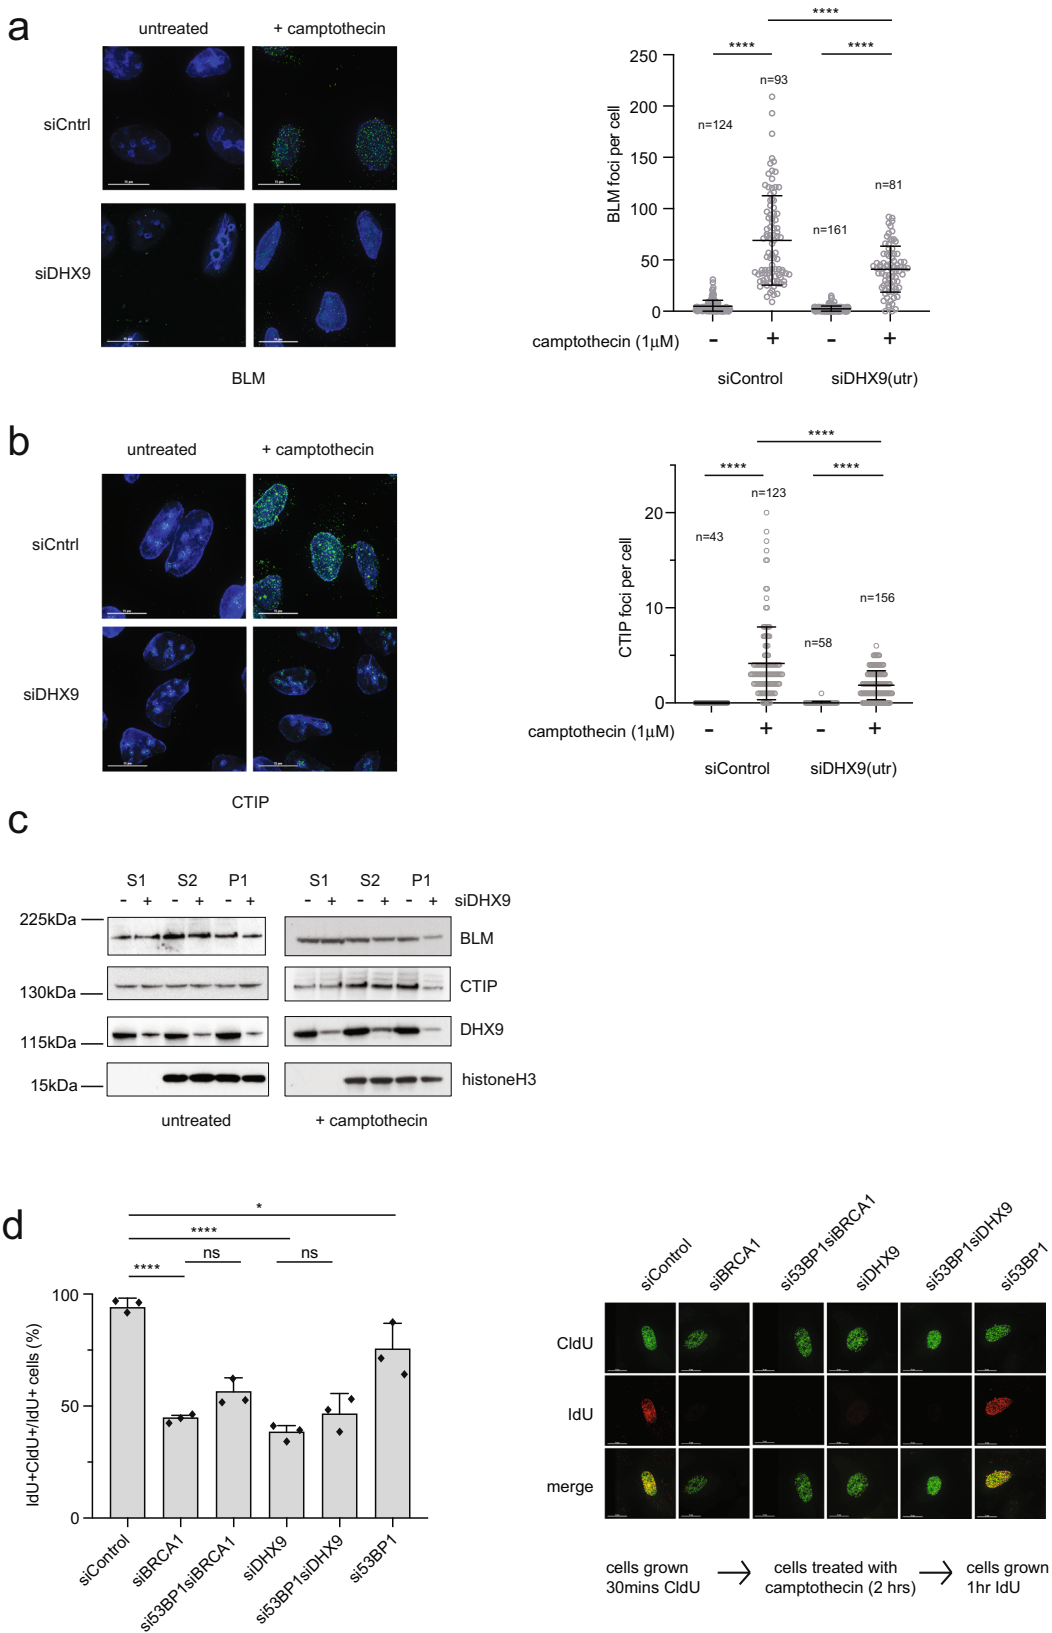 a
untreated
+ camptothecin
siCntrl
siDHX9
BLM
****
**** ****
BLM foci per cell
250
200
150
100
50
0
n=124
n=93
n=161
n=81
camptothecin (1μM) - + - +
siControl siDHX9(utr)
b
untreated
+ camptothecin
siCntrl
siDHX9
CTIP
****
**** ****
CTIP foci per cell
20
10
0
n=43
n=123
n=58
n=156
camptothecin (1μM) - + - +
siControl siDHX9(utr)
c
S1 S2 P1 S1 S2 P1
- + - + - + - + - + - + siDHX9
225kDa BLM
130kDa CTIP
115kDa DHX9
15kDa histoneH3
untreated + camptothecin
d
*
****
ns ns
****
IdU+CldU+/IdU+ cells (%)
100
50
0
siControl
siBRCA1
si53BP1siBRCA1
siDHX9
si53BP1siDHX9
si53BP1
siControl
siBRCA1
si53BP1siBRCA1
siDHX9
si53BP1siDHX9
si53BP1
CldU
IdU
merge
cells grown
30mins CldU
cells treated with
camptothecin (2 hrs)
cells grown
1hr IdU